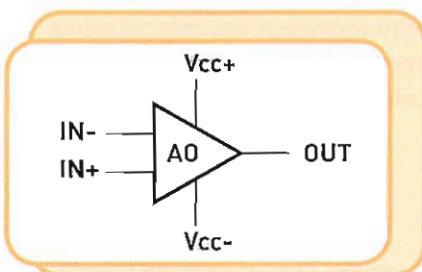 Vcc+
IN-
AO
IN+
OUT
Vcc-